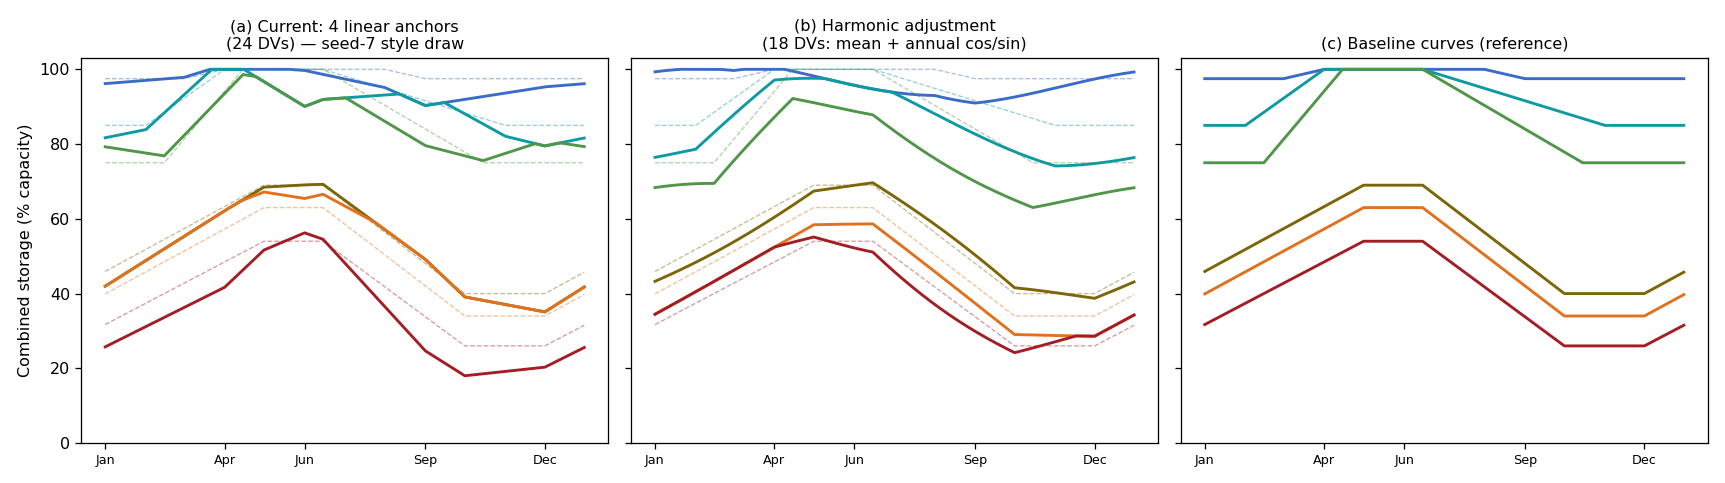 (a) Current: 4 linear anchors
(24 DVs) — seed-7 style draw
(b) Harmonic adjustment
(18 DVs: mean + annual cos/sin)
(c) Baseline curves (reference)
Combined storage (% capacity)
100
80
60
40
20
0
Jan Apr Jun Sep Dec
Jan Apr Jun Sep Dec
Jan Apr Jun Sep Dec